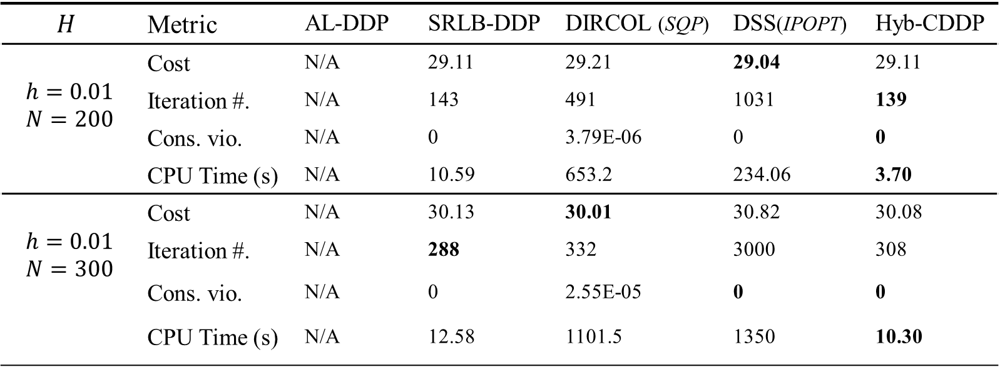 H Metric AL-DDP SRLB-DDP DIRCOL (SQP) DSS(IPOPT) Hyb-CDDP
h = 0.01
N = 200
Cost N/A 29.11 29.21 29.04 29.11
Iteration #. N/A 143 491 1031 139
Cons. vio. N/A 0 3.79E-06 0 0
CPU Time (s) N/A 10.59 653.2 234.06 3.70
h = 0.01
N = 300
Cost N/A 30.13 30.01 30.82 30.08
Iteration #. N/A 288 332 3000 308
Cons. vio. N/A 0 2.55E-05 0 0
CPU Time (s) N/A 12.58 1101.5 1350 10.30